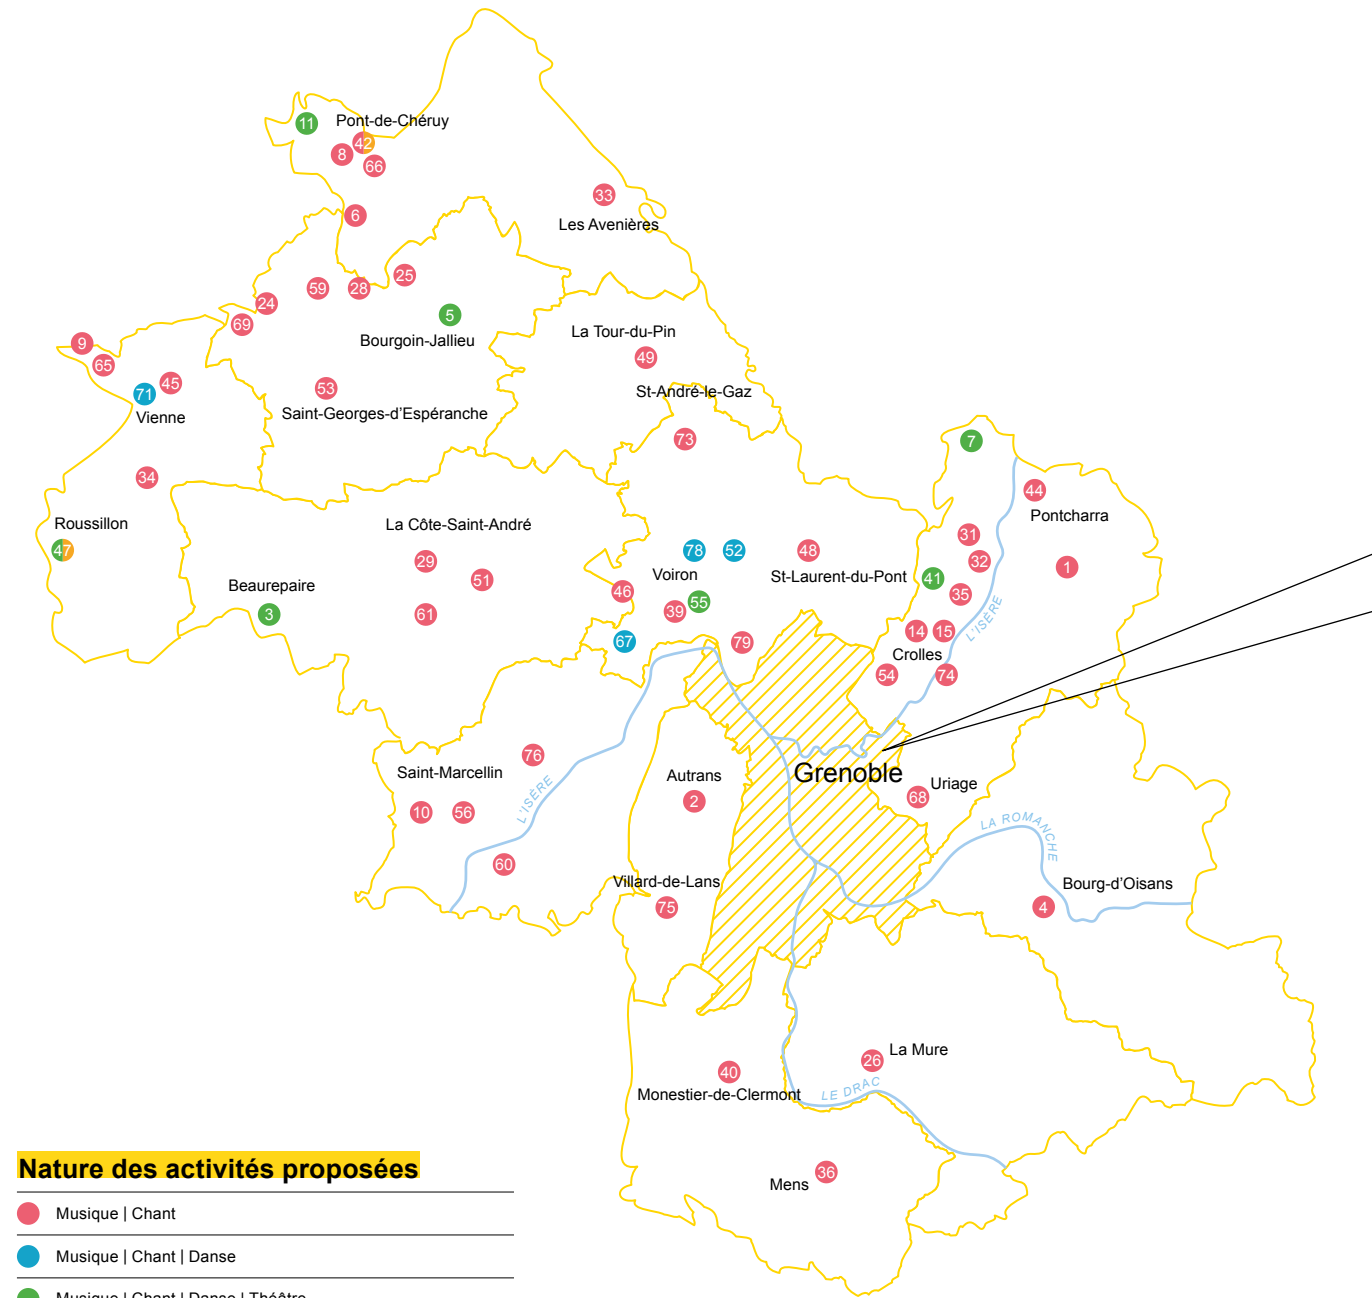 11
Pont-de-Chéruy
42
8
66
33
6
Les Avenières
25
59
28
24
5
69
La Tour-du-Pin
Bourgoin-Jallieu
9
49
65
45
71
53
St-André-le-Gaz
Vienne
Saint-Georges-d'Espéranche
73
7
34
44
Pontcharra
Roussillon
La Côte-Saint-André
31
47
78
52
48
29
32
1
Voiron
St-Laurent-du-Pont
51
41
Beaurepaire
46
35
55
39
3
61
L'ISÈRE
14
15
67
79
Crolles
54
74
76
Saint-Marcellin
Autrans
Grenoble
Uriage
L'ISÈRE
2
68
10
56
LA ROMANCHE
60
Villard-de-Lans
Bourg-d'Oisans
75
4
La Mure
26
40
Monestier-de-Clermont
LE DRAC
Mens
36
Nature des activités proposées
Musique | Chant
Musique | Chant | Danse
Musique | Chant | Danse | Théâtre